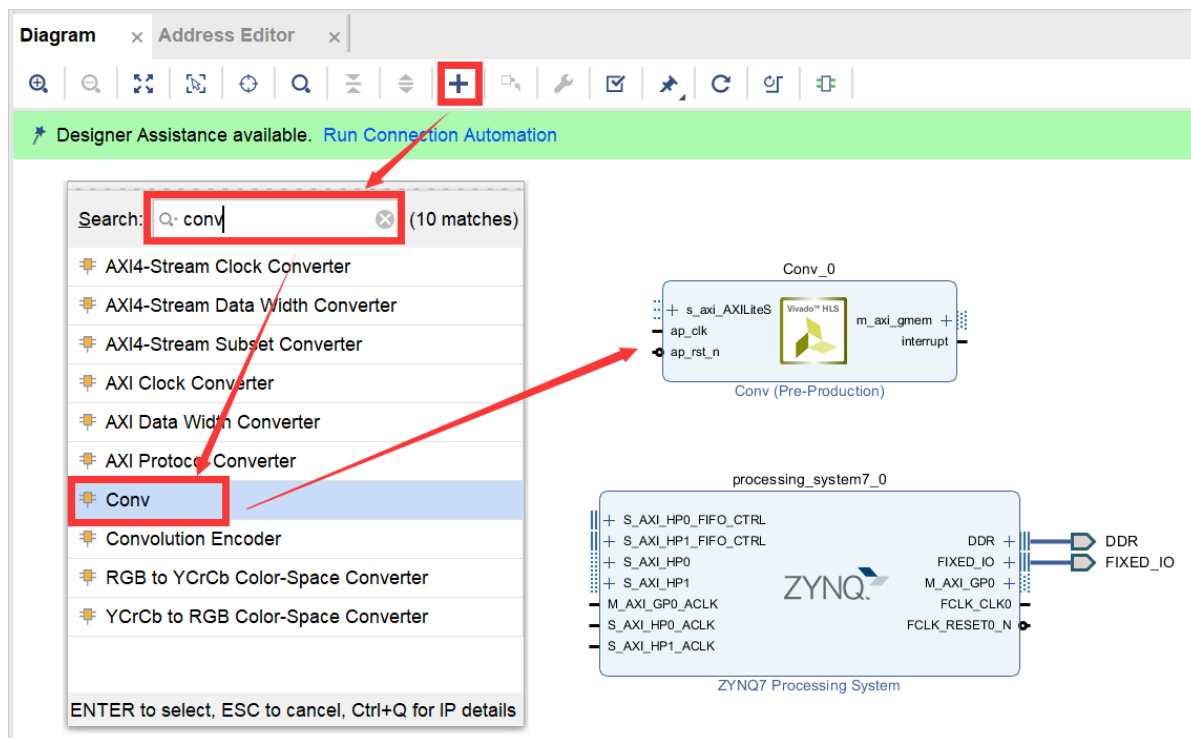 Diagram × Address Editor ×
Designer Assistance available. Run Connection Automation
Search: conv (10 matches)
AXI4-Stream Clock Converter
AXI4-Stream Data Width Converter
AXI4-Stream Subset Converter
AXI Clock Converter
AXI Data Width Converter
AXI Protocol Converter
Conv
Convolution Encoder
RGB to YCrCb Color-Space Converter
YCrCb to RGB Color-Space Converter
ENTER to select, ESC to cancel, Ctrl+Q for IP details
Conv_0
s_axi_AXILiteS
ap_clk
ap_rst_n
Vivado™ HLS
m_axi_gmem
interrupt
Conv (Pre-Production)
processing_system7_0
S_AXI_HP0_FIFO_CTRL
S_AXI_HP1_FIFO_CTRL
S_AXI_HP0
S_AXI_HP1
M_AXI_GP0_ACLK
S_AXI_HP0_ACLK
S_AXI_HP1_ACLK
ZYNQ
DDR
FIXED_IO
M_AXI_GP0
FCLK_CLK0
FCLK_RESET0_N
DDR
FIXED_IO
ZYNQ7 Processing System